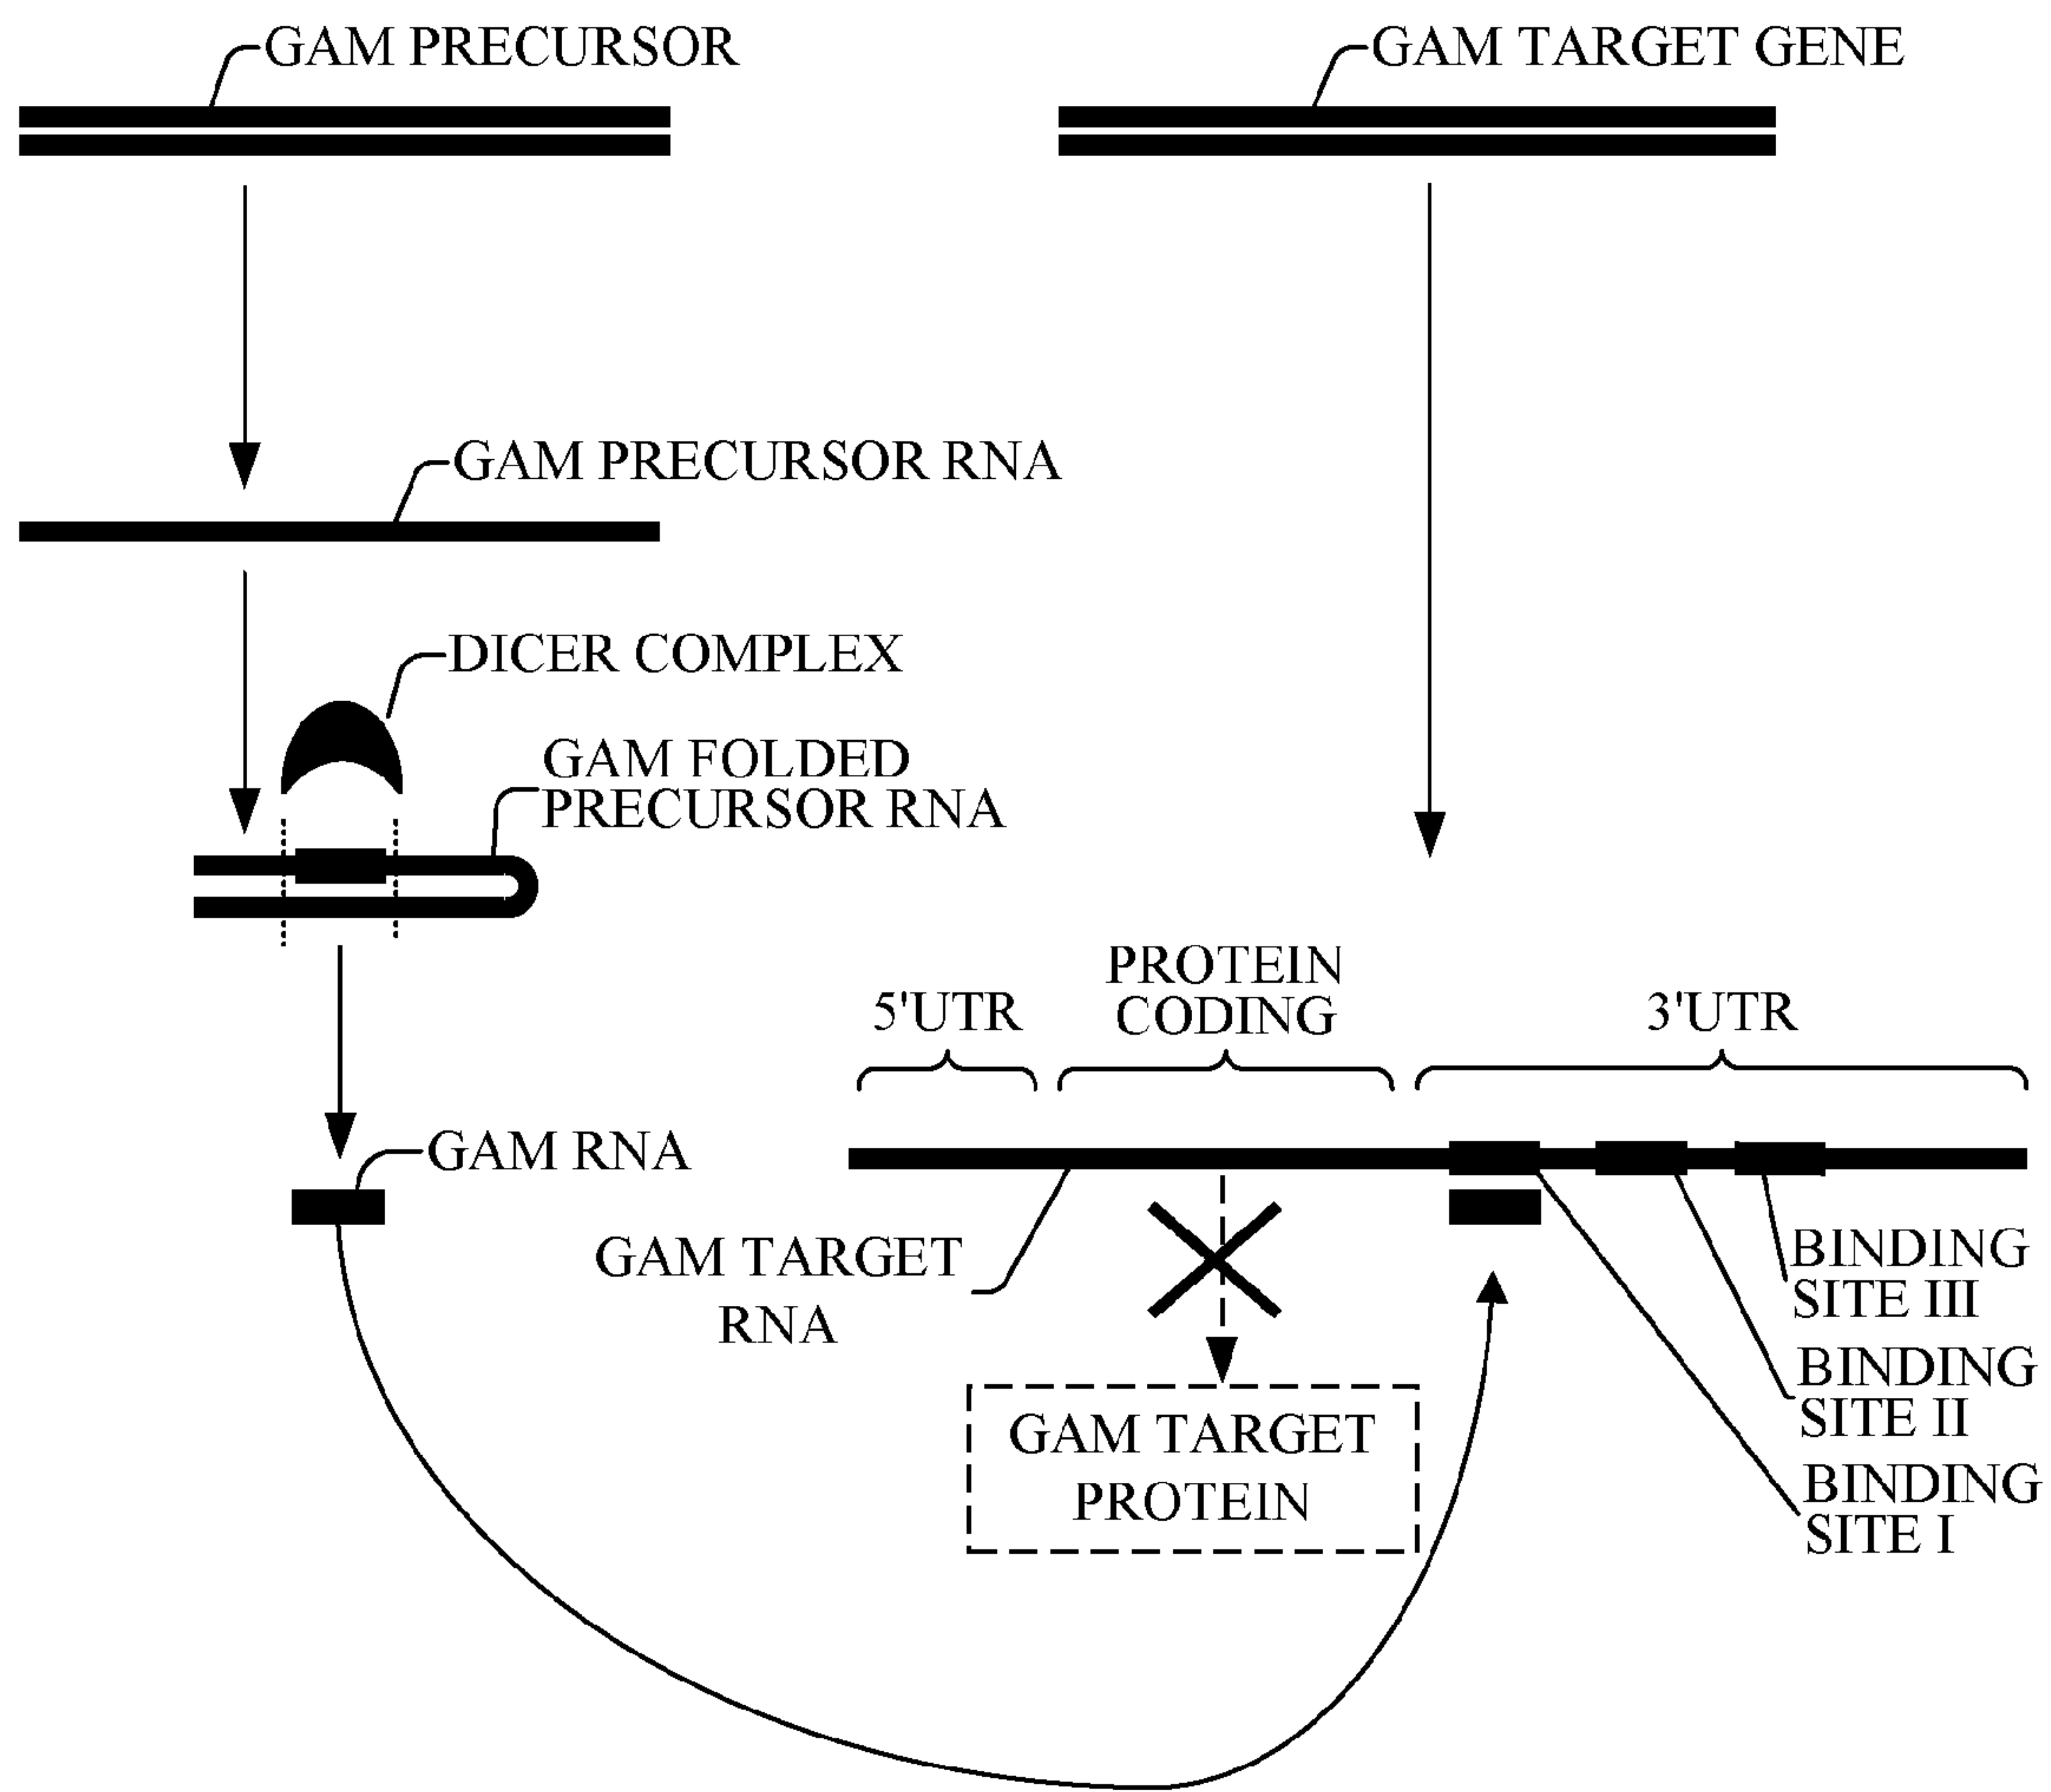 GAM PRECURSOR
GAM TARGET GENE
GAM PRECURSOR RNA
DICER COMPLEX
GAM FOLDED
PRECURSOR RNA
5'UTR
PROTEIN
CODING
3'UTR
GAM RNA
GAM TARGET
RNA
BINDING
SITE III
BINDING
SITE II
BINDING
SITE I
GAM TARGET
PROTEIN